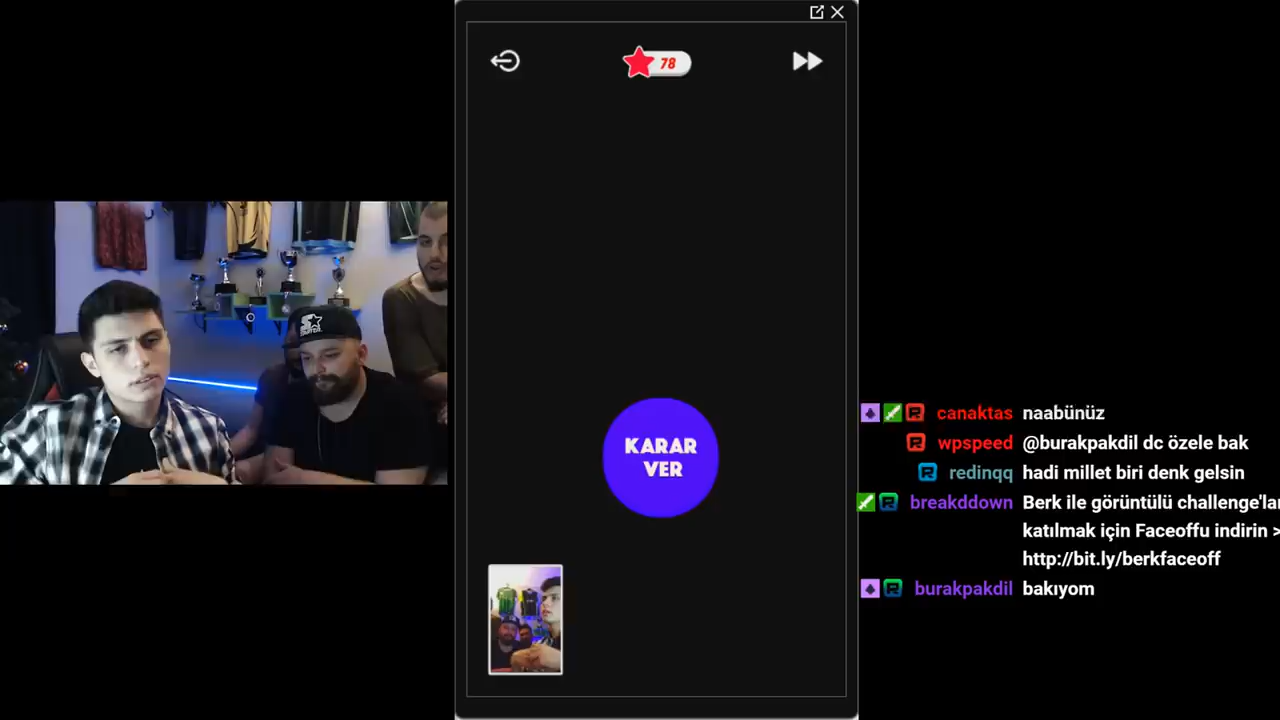 78
KARAR
VER
canaktas naabünüz
wpspeed @burakpakdil dc özele bak
redinqq hadi millet biri denk gelsin
breakddown Berk ile görüntülü challenge'lar
katılmak için Faceoffu indirin >
http://bit.ly/berkfaceoff
burakpakdil bakıyom